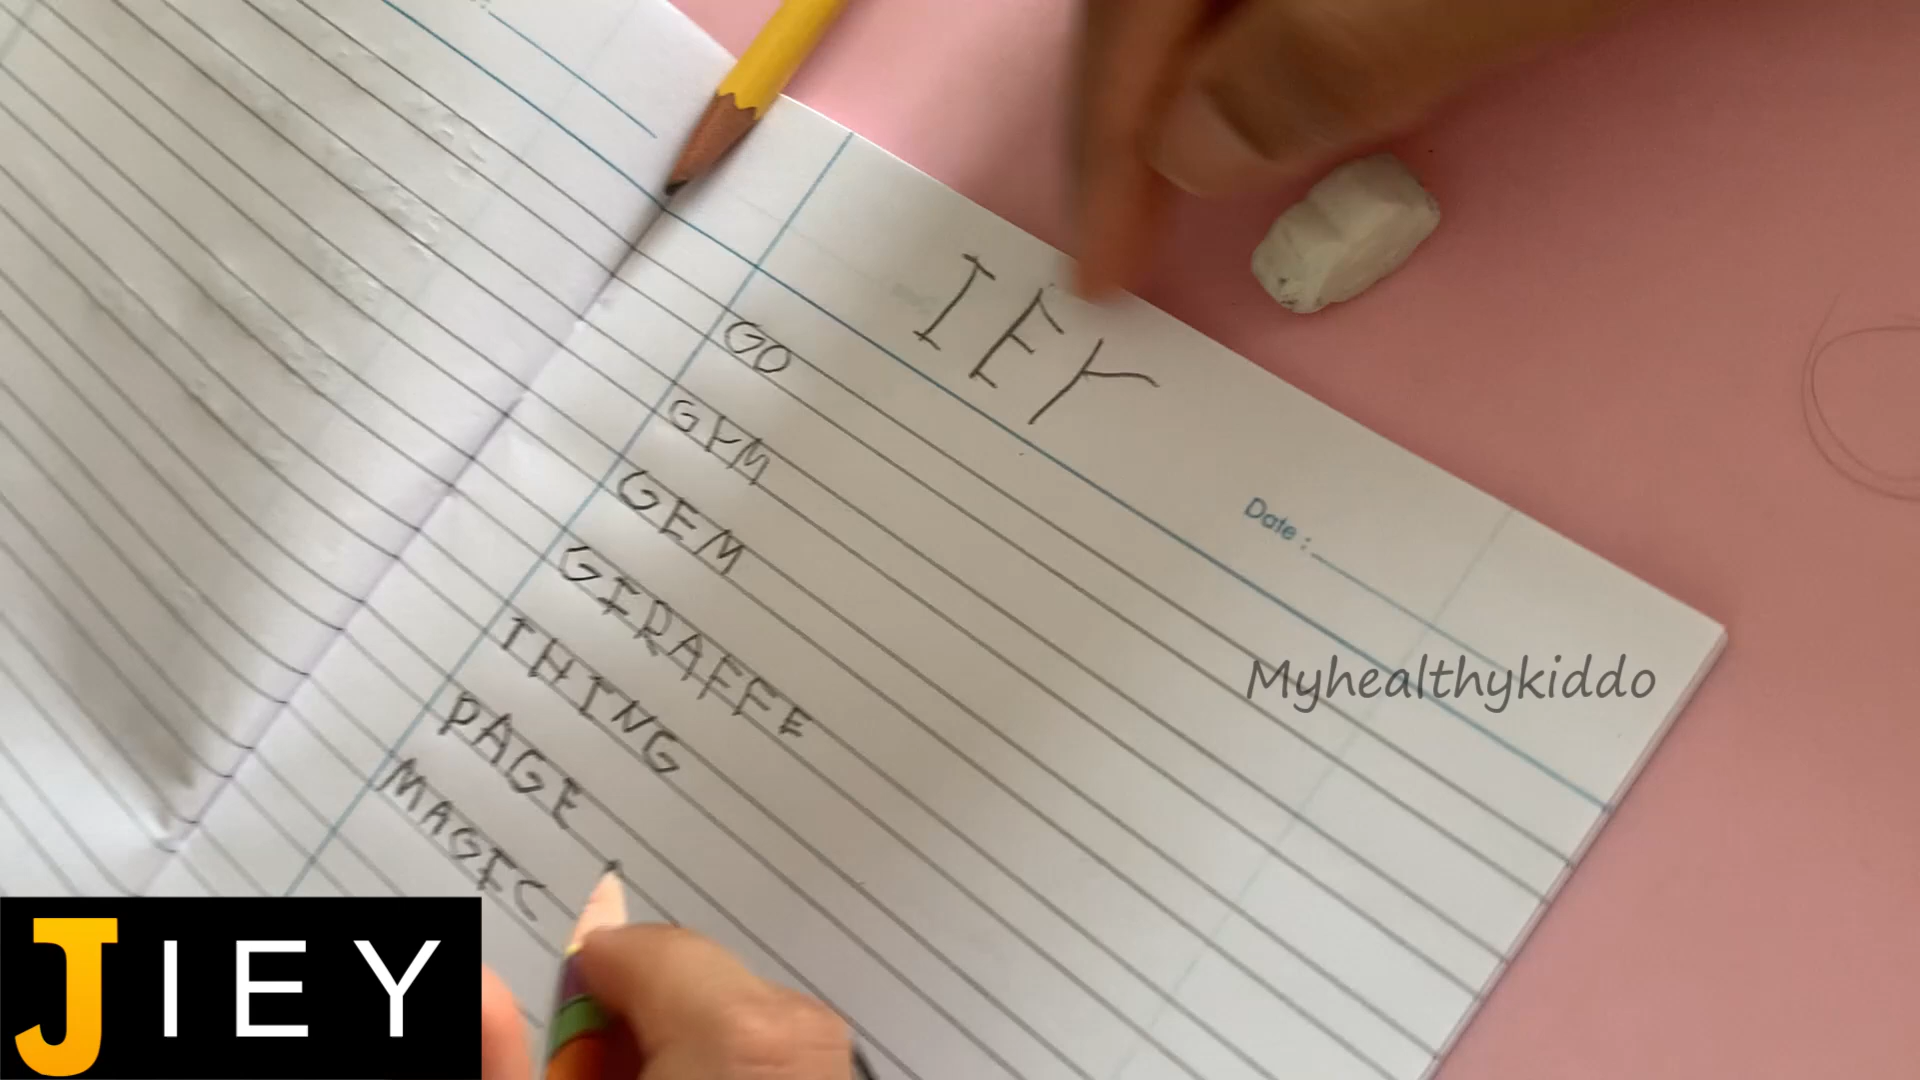 IEY
GO
GYM
GEM
GIRAFFE
THING
PAGE
MAGIC
Date :
Myhealthykiddo
JIEY